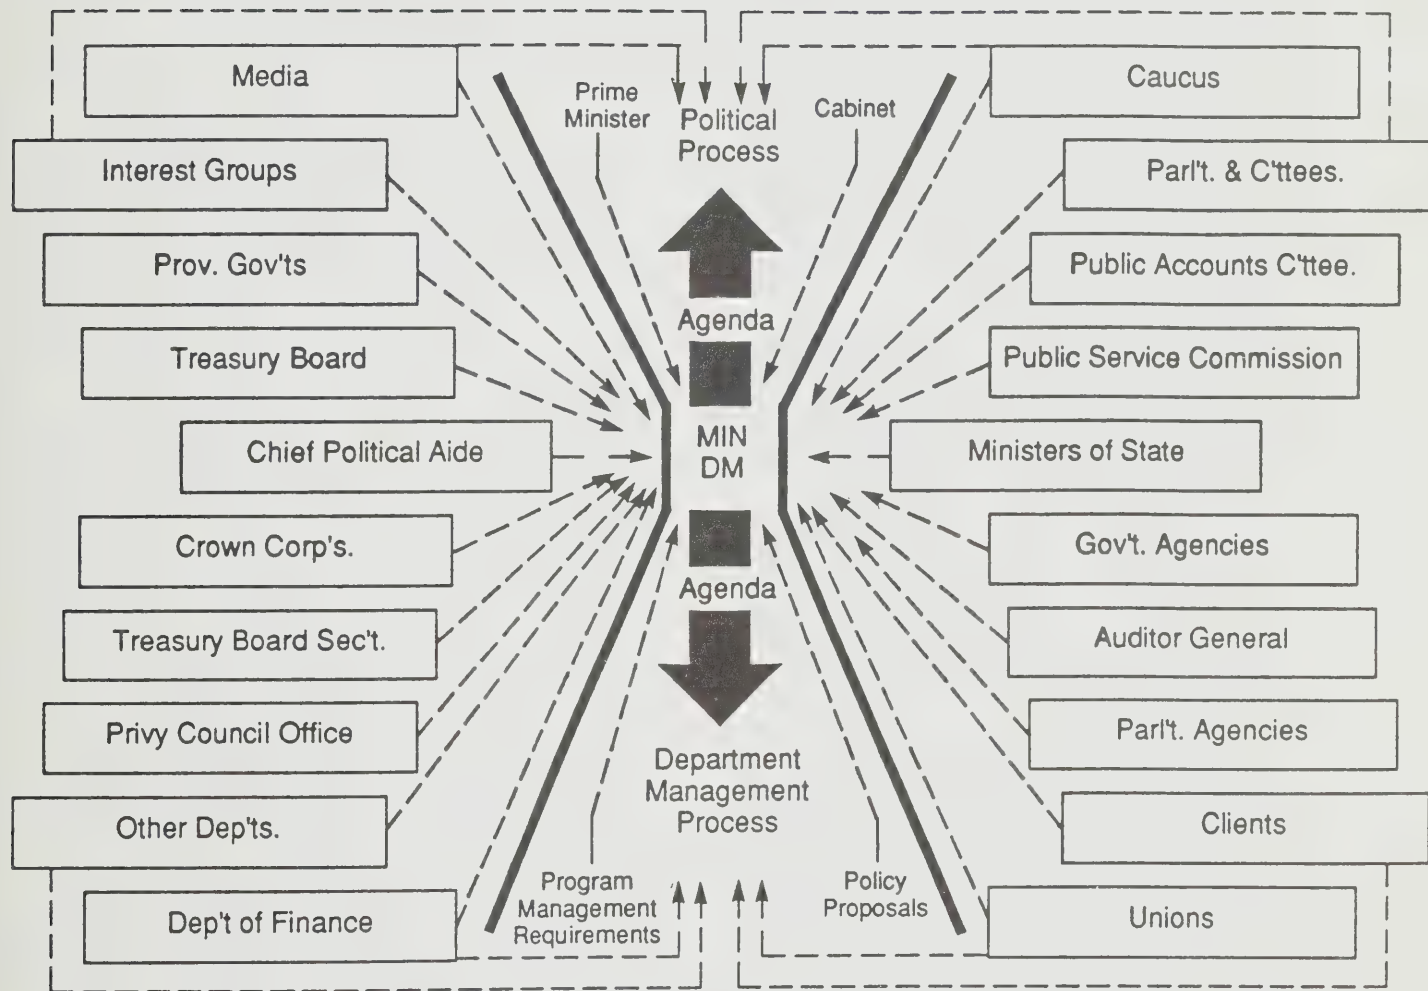 Media
Interest Groups
Prov. Gov'ts
Treasury Board
Chief Political Aide
Crown Corp's.
Treasury Board Sec't.
Privy Council Office
Other Dep'ts.
Dep't of Finance
Prime
Minister
Political
Process
Cabinet
Agenda
MIN
DM
Agenda
Department
Management
Process
Program
Management
Requirements
Policy
Proposals
Caucus
Parl't. & C'ttees.
Public Accounts C'ttee.
Public Service Commission
Ministers of State
Gov't. Agencies
Auditor General
Parl't. Agencies
Clients
Unions